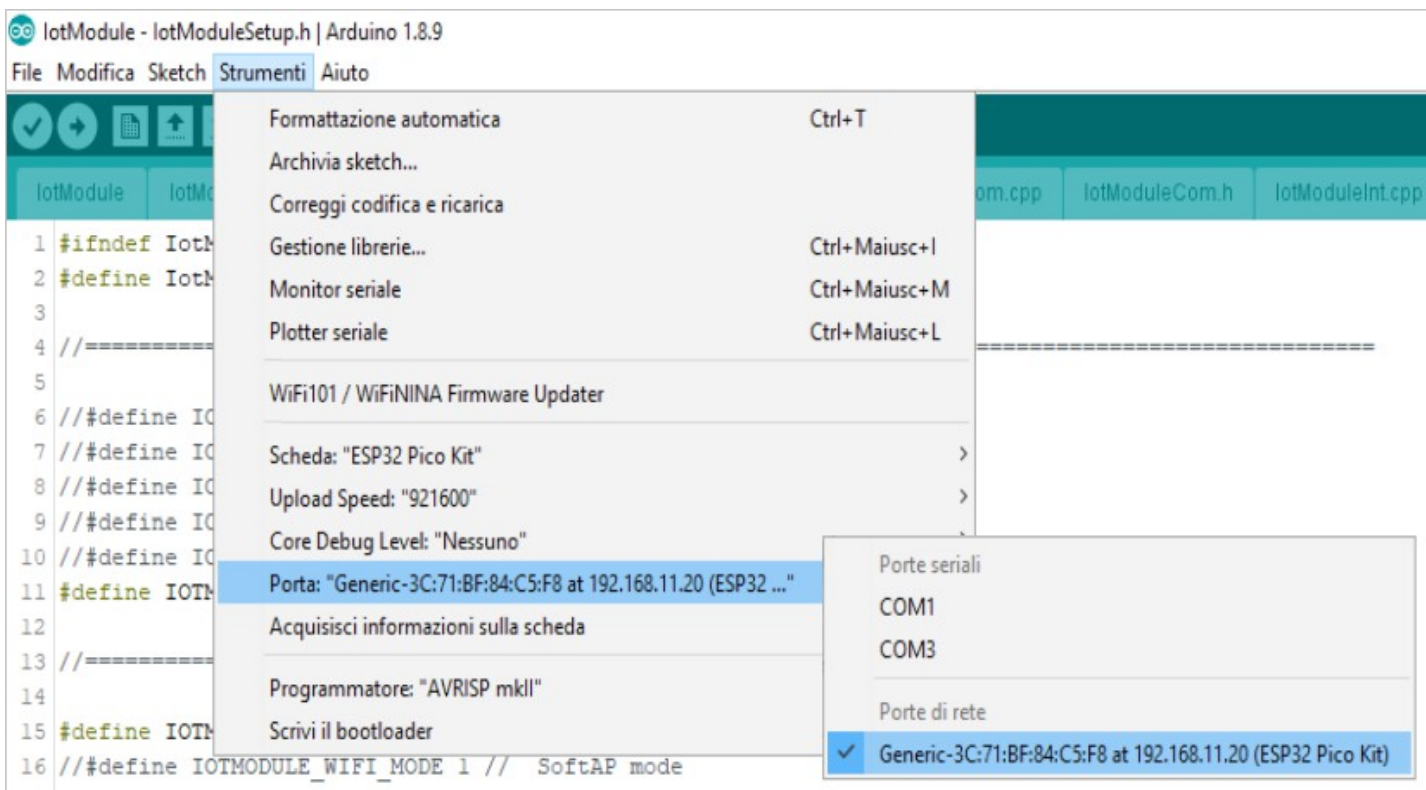 IotModule - IotModuleSetup.h | Arduino 1.8.9
File Modifica Sketch Strumenti Aiuto
Formattazione automatica Ctrl+T
Archivia sketch...
Correggi codifica e ricarica
Gestione librerie... Ctrl+Maiusc+I
Monitor seriale Ctrl+Maiusc+M
Plotter seriale Ctrl+Maiusc+L
WiFi101 / WiFiNINA Firmware Updater
Scheda: "ESP32 Pico Kit"
Upload Speed: "921600"
Core Debug Level: "Nessuno"
Porta: "Generic-3C:71:BF:84:C5:F8 at 192.168.11.20 (ESP32 ..."
Acquisisci informazioni sulla scheda
Programmatore: "AVRISP mkII"
Scrivi il bootloader
Porte seriali
COM1
COM3
Porte di rete
Generic-3C:71:BF:84:C5:F8 at 192.168.11.20 (ESP32 Pico Kit)
IotModule IotMo om.cpp IotModuleCom.h IotModuleInt.cpp
1 #ifndef IotM
2 #define IotM
3
4 //==========  ==============================
5
6 //#define IO
7 //#define IO
8 //#define IO
9 //#define IO
10 //#define IO
11 #define IOTM
12
13 //==========
14
15 #define IOTM
16 //#define IOTMODULE_WIFI_MODE 1 // SoftAP mode